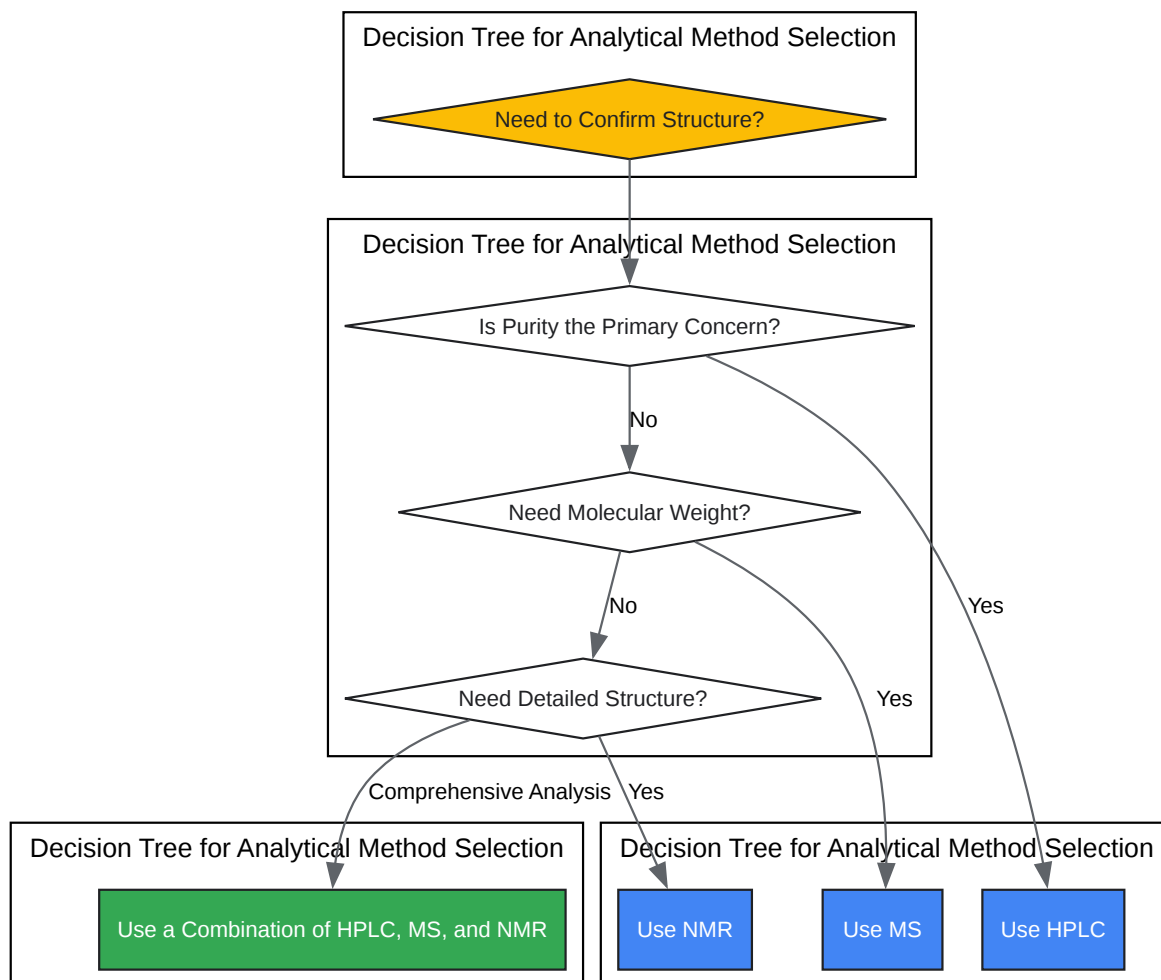 Decision Tree for Analytical Method Selection
Need to Confirm Structure?
Decision Tree for Analytical Method Selection
Is Purity the Primary Concern?
No
Need Molecular Weight?
No
Yes
Need Detailed Structure?
Yes
Comprehensive Analysis
Yes
Decision Tree for Analytical Method Selection
Use a Combination of HPLC, MS, and NMR
Decision Tree for Analytical Method Selection
Use NMR
Use MS
Use HPLC